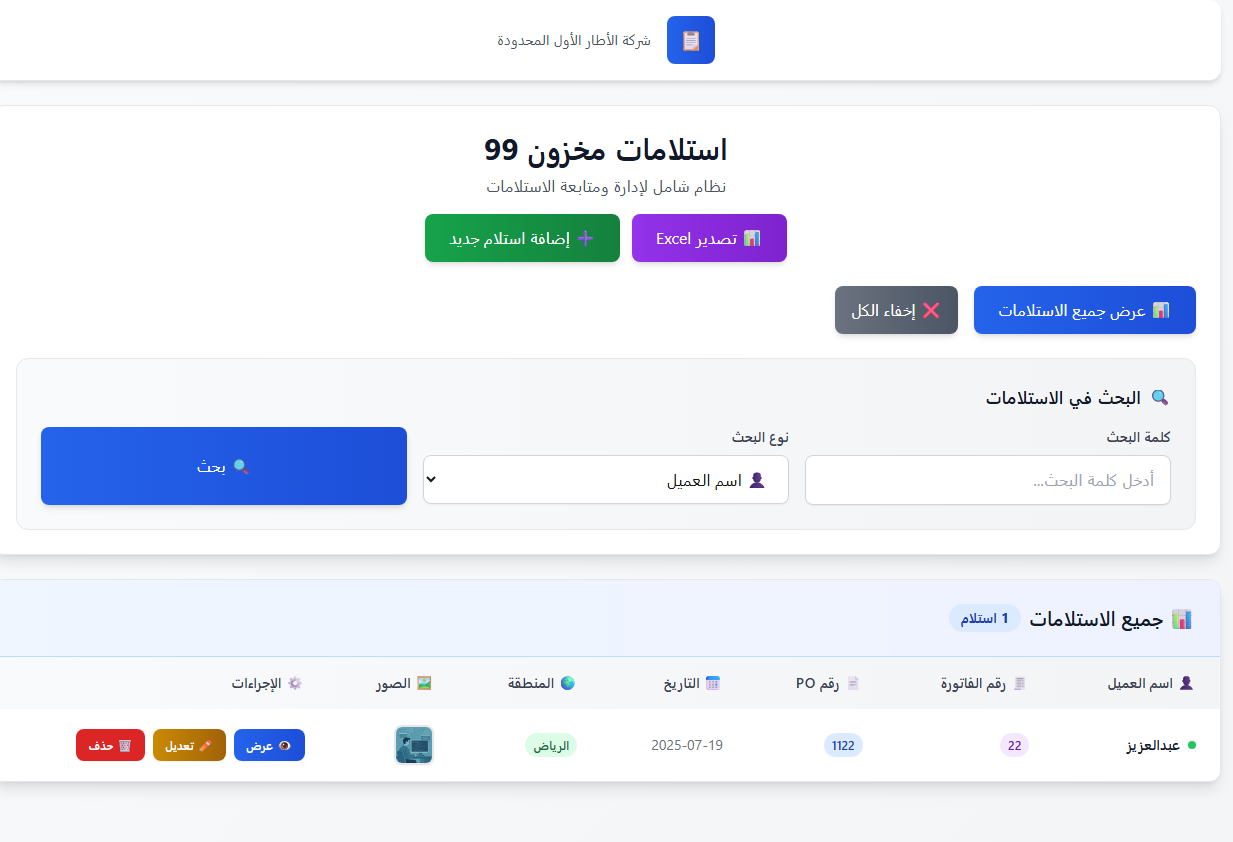 شركة الأطار الأول المحدودة
استلامات مخزون 99
نظام شامل لإدارة ومتابعة الاستلامات
تصدير Excel
إضافة استلام جديد
عرض جميع الاستلامات
إخفاء الكل
البحث في الاستلامات
كلمة البحث
نوع البحث
أدخل كلمة البحث...
اسم العميل
بحث
جميع الاستلامات 1 استلام
اسم العميل رقم الفاتورة رقم PO التاريخ المنطقة الصور الإجراءات
عبدالعزيز 22 1122 2025-07-19 الرياض عرض تعديل حذف